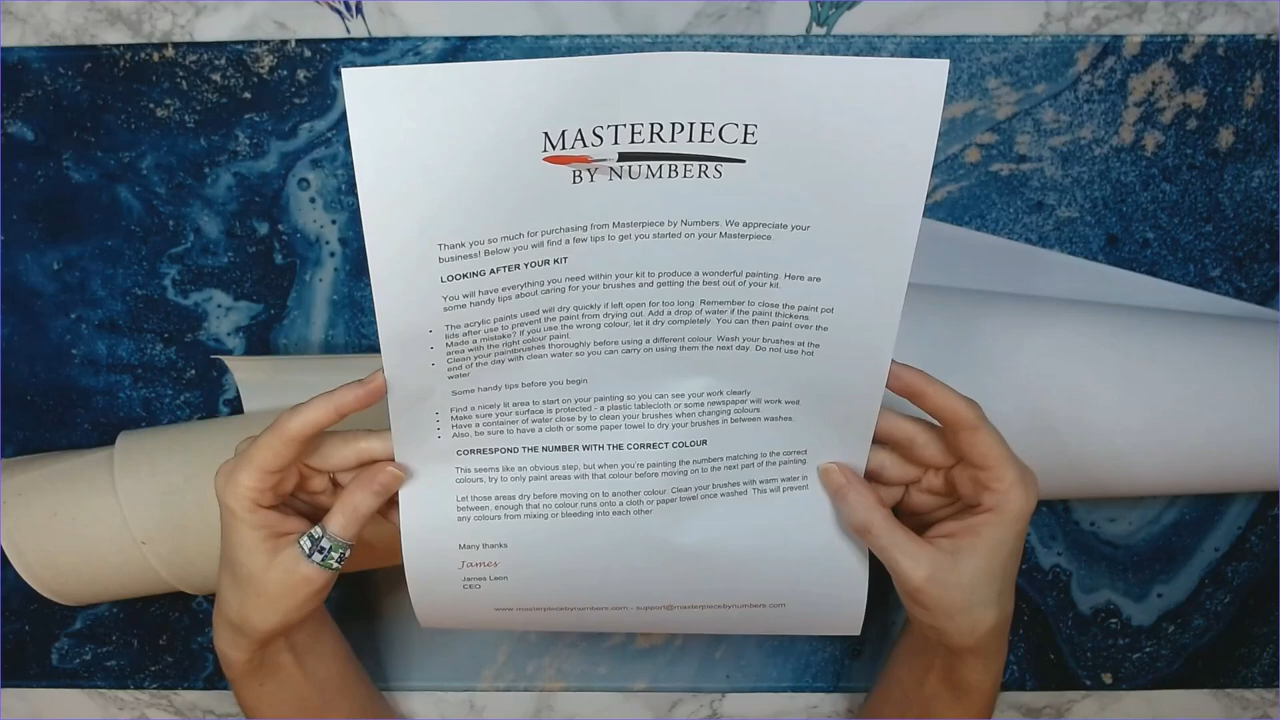 MASTERPIECE
BY NUMBERS
Thank you so much for purchasing from Masterpiece by Numbers. We appreciate your
business! Below you will find a few tips to get you started on your Masterpiece.
LOOKING AFTER YOUR KIT
You will have everything you need within your kit to produce a wonderful painting. Here are
some handy tips about caring for your brushes and getting the best out of your kit.
• The acrylic paints used will dry quickly if left open for too long. Remember to close the paint pot
lids after use to prevent the paint from drying out. Add a drop of water if the paint thickens.
• Made a mistake? If you use the wrong colour, let it dry completely. You can then paint over the
area with the right colour paint.
• Clean your paintbrushes thoroughly before using a different colour. Wash your brushes at the
end of the day with clean water so you can carry on using them the next day. Do not use hot
water.
Some handy tips before you begin
• Find a nicely lit area to start on your painting so you can see your work clearly
• Make sure your surface is protected - a plastic tablecloth or some newspaper will work well.
• Have a container of water close by to clean your brushes when changing colours.
• Also, be sure to have a cloth or some paper towel to dry your brushes in between washes.
CORRESPOND THE NUMBER WITH THE CORRECT COLOUR
This seems like an obvious step, but when you're painting the numbers matching to the correct
colours, try to only paint areas with that colour before moving on to the next part of the painting.
Let those areas dry before moving on to another colour. Clean your brushes with warm water in
between, enough that no colour runs onto a cloth or paper towel once washed. This will prevent
any colours from mixing or bleeding into each other
Many thanks
James
James Leon
CEO
www.masterpiecebynumbers.com - support@masterpiecebynumbers.com